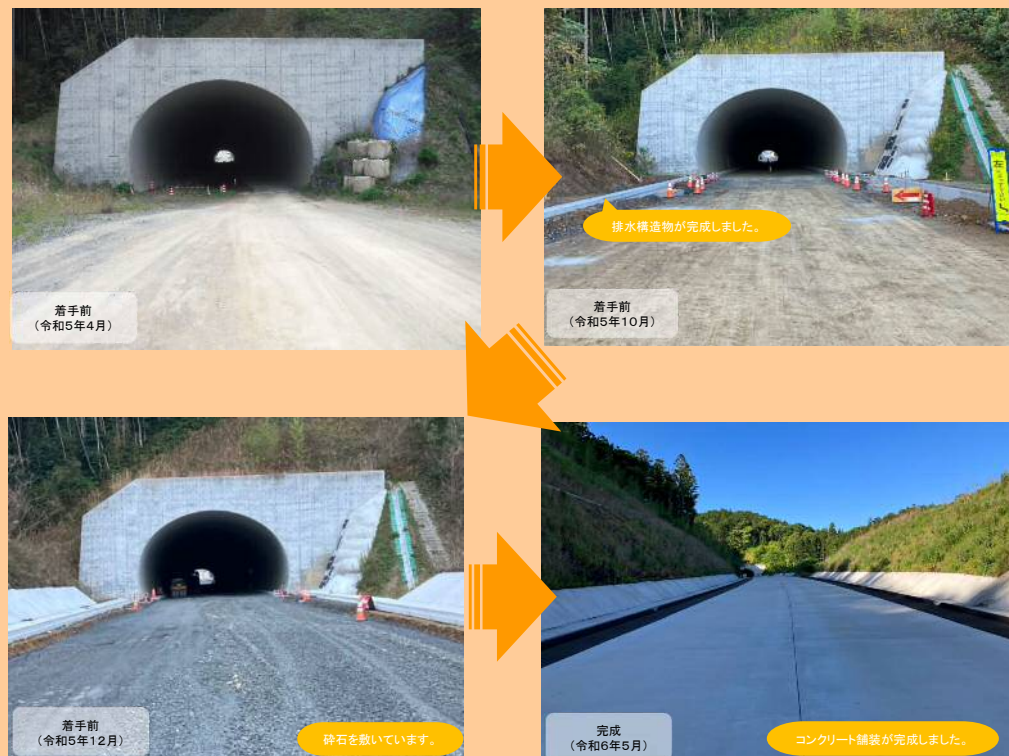 着手前
（令和5年4月）
排水構造物が完成しました。
着手前
（令和5年10月）
着手前
（令和5年12月）
砕石を敷いています。
完成
（令和6年5月）
コンクリート舗装が完成しました。